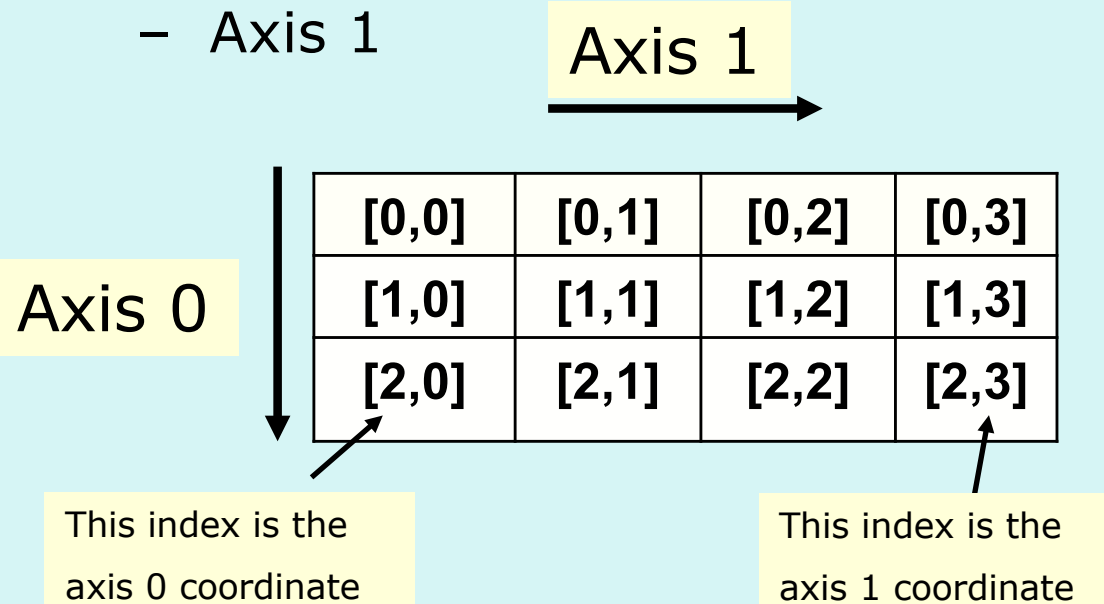 – Axis 1
Axis 1
[0,0] [0,1] [0,2] [0,3]
Axis 0
[1,0] [1,1] [1,2] [1,3]
[2,0] [2,1] [2,2] [2,3]
This index is the
axis 0 coordinate
This index is the
axis 1 coordinate